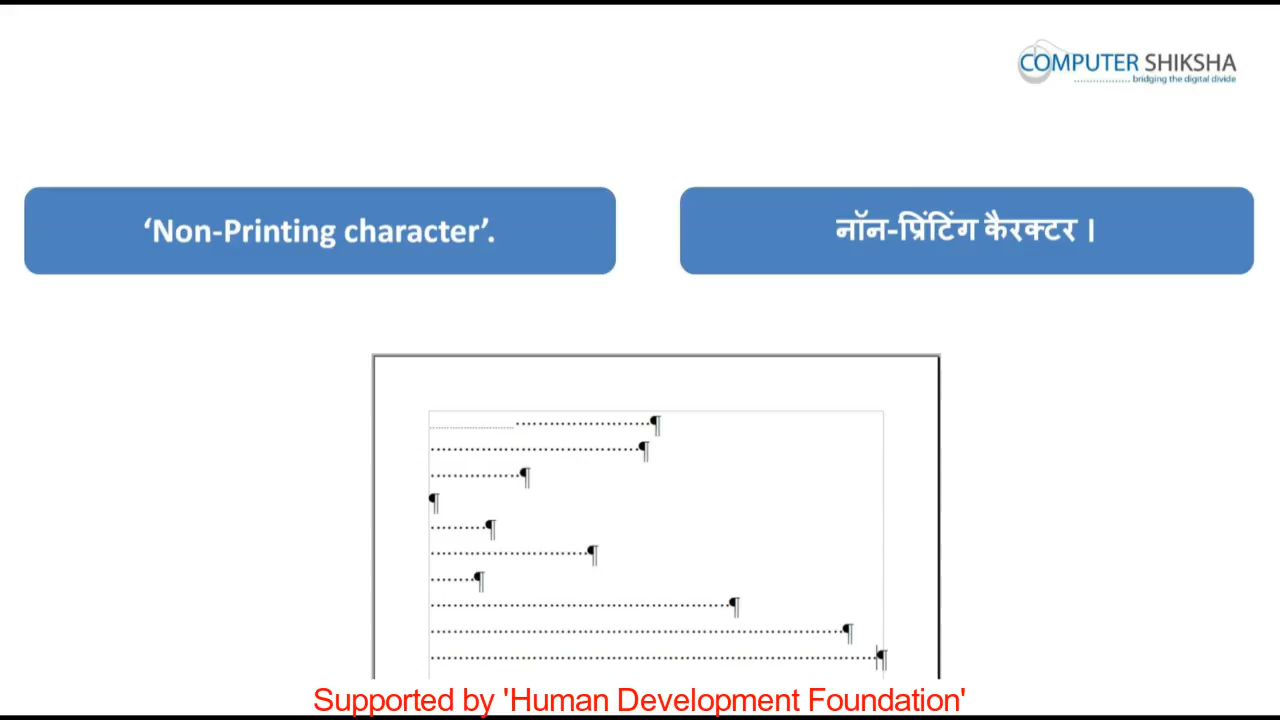 COMPUTER SHIKSHA
bridging the digital divide
‘Non-Printing character’.
नॉन-प्रिंटिंग कैरक्टर ।
....................................¶
....................................¶
................¶
¶
..........¶
............................¶
........¶
....................................................¶
........................................................................¶
.............................................................................¶
Supported by 'Human Development Foundation'